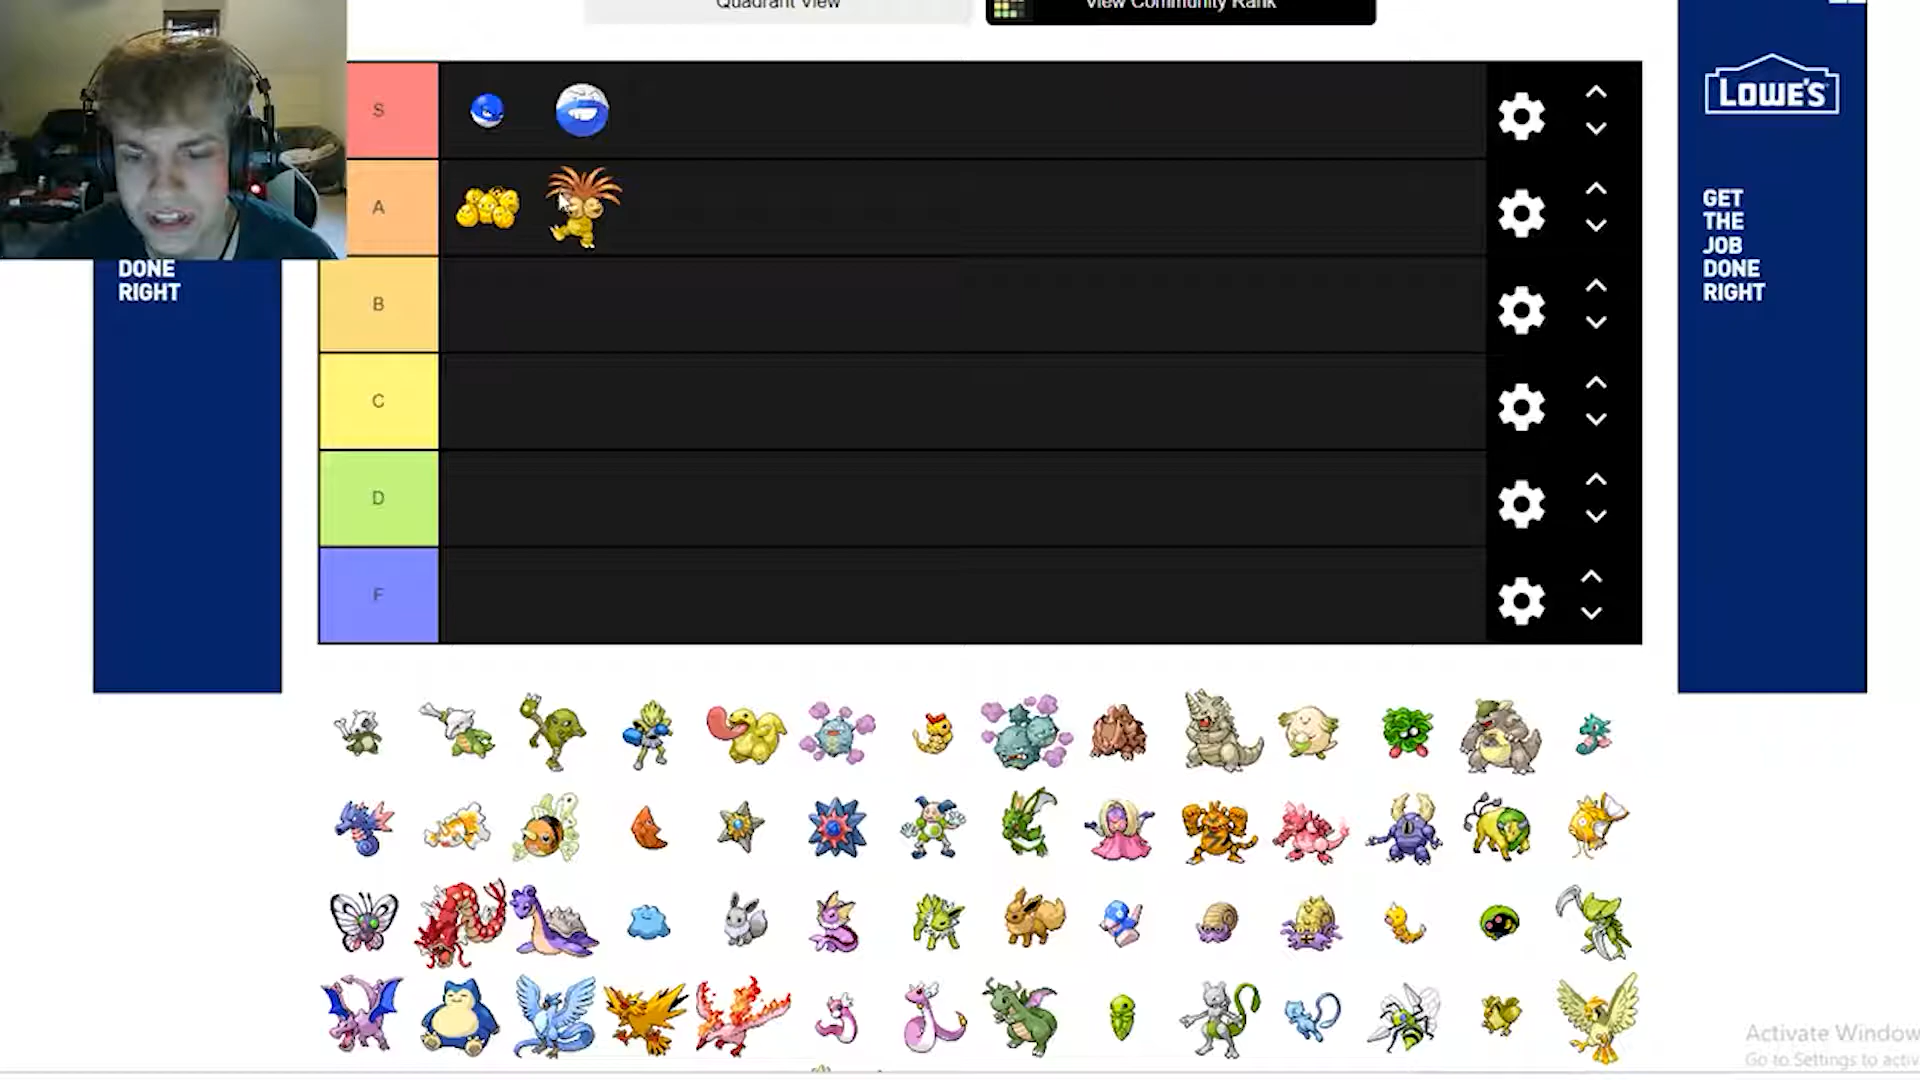 Quadrant View
View Community Rank
S
A
B
C
D
F
DONE
RIGHT
LOWE'S
GET
THE
JOB
DONE
RIGHT
Activate Window
Go to Settings to activ